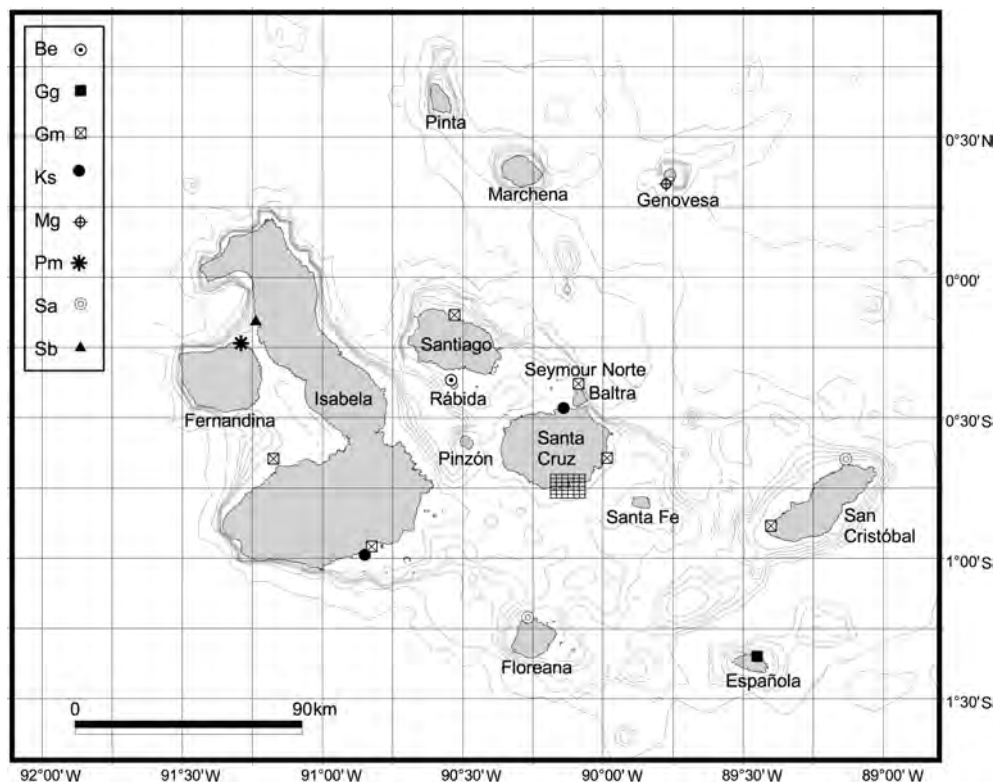 Be
Gg
Gm
Ks
Mg
Pm
Sa
Sb
Pinta
Marchena
Genovesa
Santiago
Seymour Norte
Baltra
Rábida
Isabela
Fernandina
Pinzón
Santa
Cruz
Santa Fe
San
Cristóbal
Floreana
Española
0 90km
0°30'N
0°00'
0°30'S
1°00'S
1°30'S
92°00'W 91°30'W 91°00'W 90°30'W 90°00'W 89°30'W 89°00'W 88°00'W